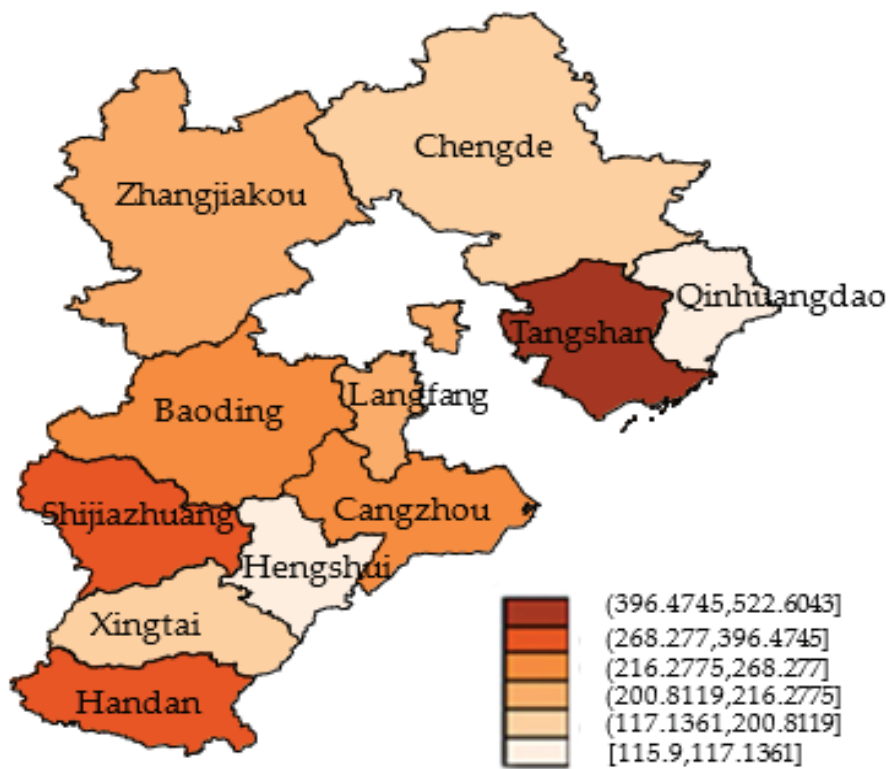 Chengde
Zhangjiakou
Qinhuangdao
Tangshan
Langfang
Baoding
Cangzhou
Shijiazhuang
Hengshui
Xingtai
Handan
(396.4745,522.6043]
(268.277,396.4745]
(216.2775,268.277]
(200.8119,216.2775]
(117.1361,200.8119]
[115.9,117.1361]